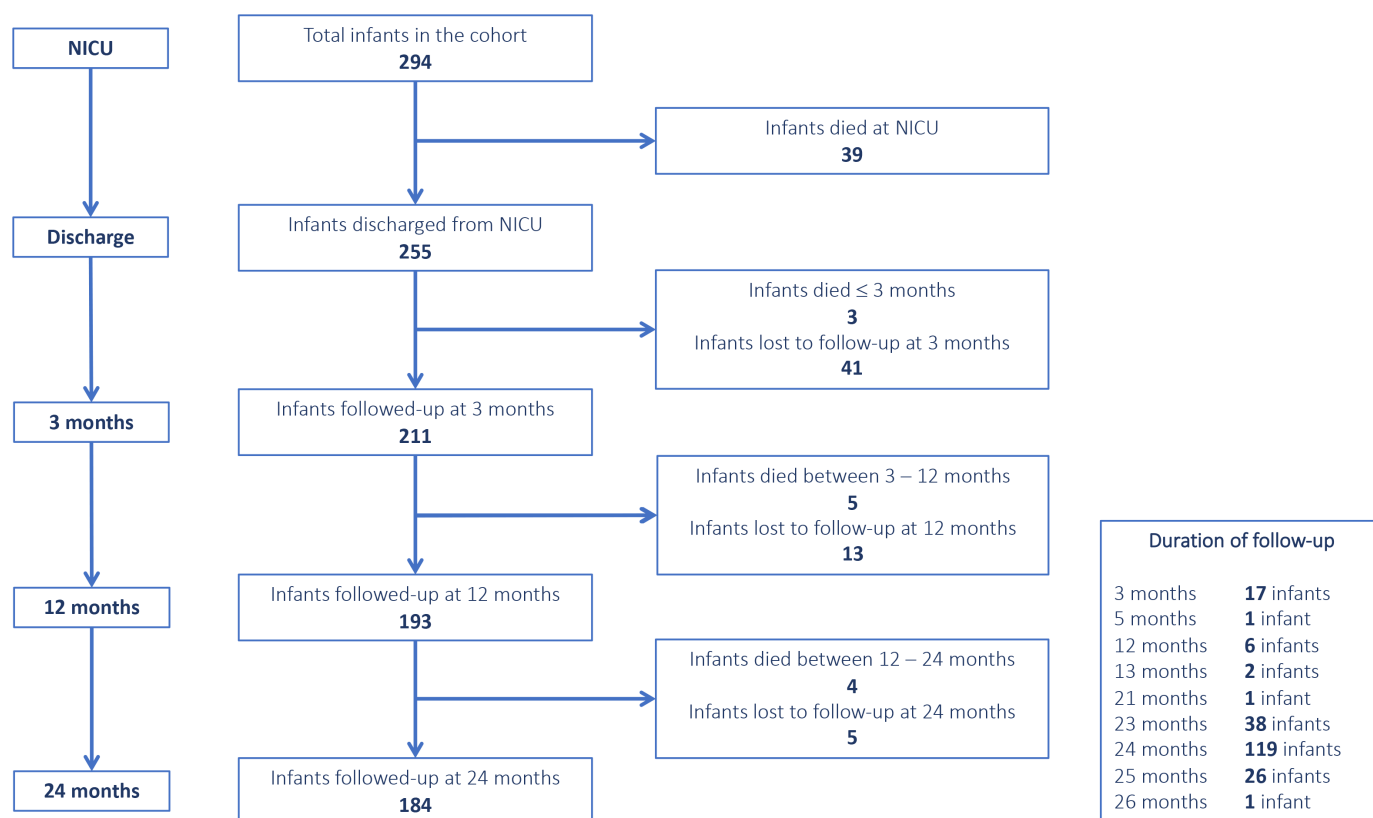 NICU
Total infants in the cohort
294
Infants died at NICU
39
Discharge
Infants discharged from NICU
255
Infants died ≤ 3 months
3
Infants lost to follow-up at 3 months
41
3 months
Infants followed-up at 3 months
211
Infants died between 3 – 12 months
5
Infants lost to follow-up at 12 months
13
12 months
Infants followed-up at 12 months
193
Infants died between 12 – 24 months
4
Infants lost to follow-up at 24 months
5
24 months
Infants followed-up at 24 months
184
Duration of follow-up
3 months 17 infants
5 months 1 infant
12 months 6 infants
13 months 2 infants
21 months 1 infant
23 months 38 infants
24 months 119 infants
25 months 26 infants
26 months 1 infant